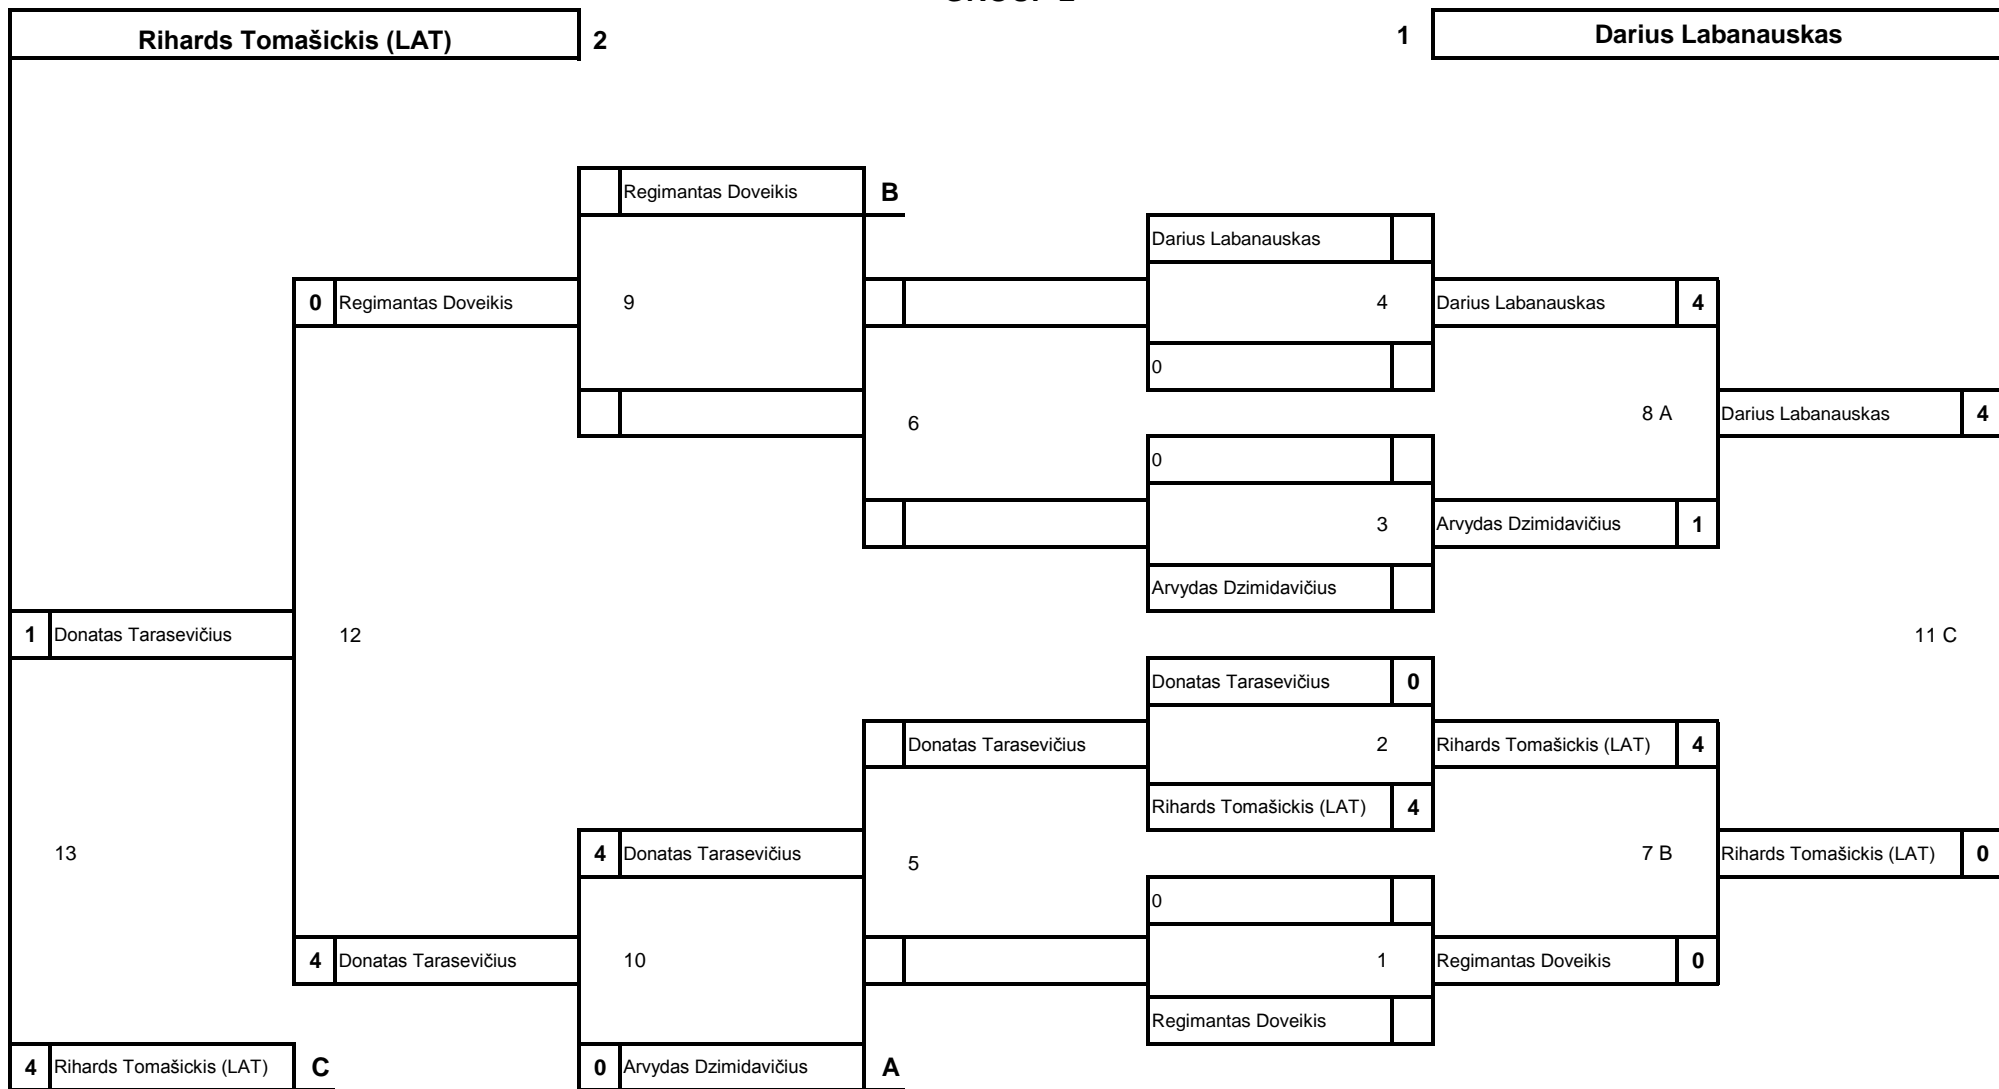 Rihards Tomašickis (LAT) 2 1 Darius Labanauskas
Regimantas Doveikis B
Darius Labanauskas
0 Regimantas Doveikis 9 4 Darius Labanauskas 4
0
6 8 A Darius Labanauskas 4
0
3 Arvydas Dzimidavičius 1
Arvydas Dzimidavičius
1 Donatas Tarasevičius 12 11 C
Donatas Tarasevičius 0
Donatas Tarasevičius 2 Rihards Tomašickis (LAT) 4
Rihards Tomašickis (LAT) 4
13 4 Donatas Tarasevičius 5 7 B Rihards Tomašickis (LAT) 0
0
4 Donatas Tarasevičius 10 1 Regimantas Doveikis 0
Regimantas Doveikis
4 Rihards Tomašickis (LAT) C 0 Arvydas Dzimidavičius A